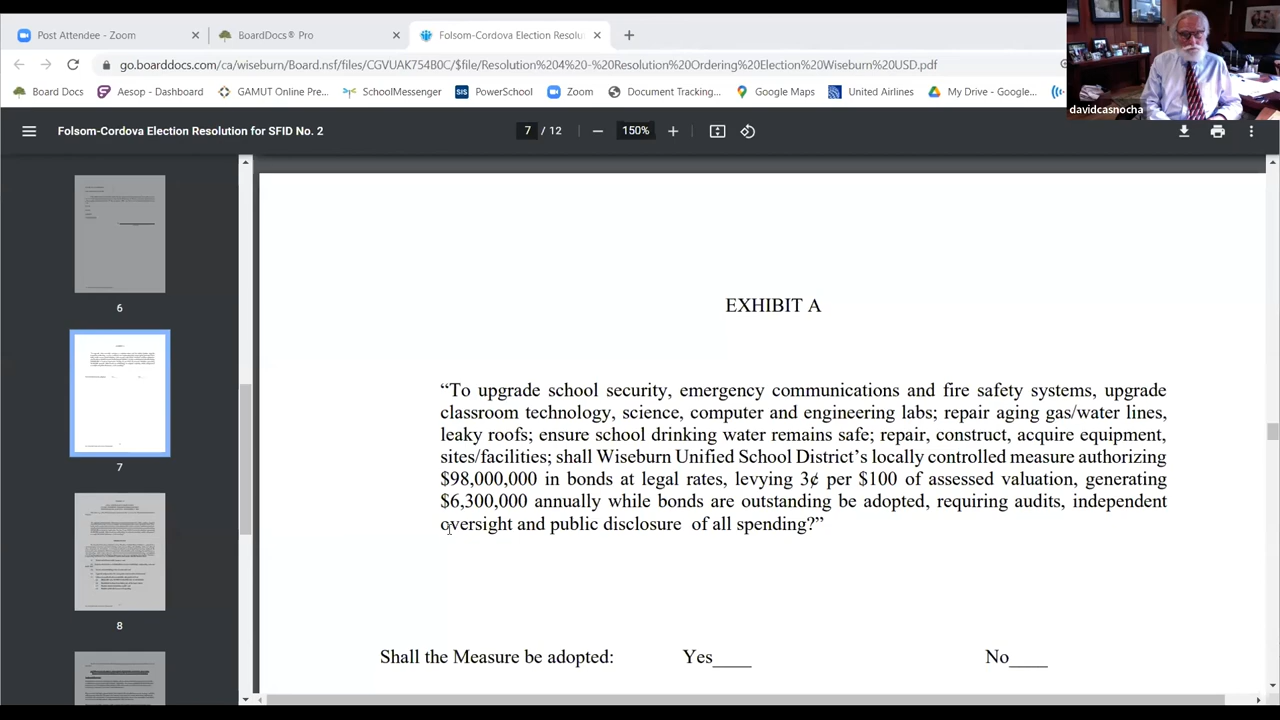 Post Attendee - Zoom
BoardDocs® Pro
Folsom-Cordova Election Resolu
go.boarddocs.com/ca/wiseburn/Board.nsf/files/CGVVAK7548 0C/$file/Resolution%20%234%20-%20Resolution%20Ordering%20Election%20Wiseburn%20USD.pdf
Board Docs
Aesop - Dashboard
GAMUT Online Pre...
SchoolMessenger
SIS PowerSchool
Zoom
Document Tracking...
Google Maps
United Airlines
My Drive - Google...
davidcasnocha
Folsom-Cordova Election Resolution for SFID No. 2
7 / 12
150%
6
7
8
EXHIBIT A
“To upgrade school security, emergency communications and fire safety systems, upgrade
classroom technology, science, computer and engineering labs; repair aging gas/water lines,
leaky roofs; ensure school drinking water remains safe; repair, construct, acquire equipment,
sites/facilities; shall Wiseburn Unified School District’s locally controlled measure authorizing
$98,000,000 in bonds at legal rates, levying 3¢ per $100 of assessed valuation, generating
$6,300,000 annually while bonds are outstanding be adopted, requiring audits, independent
oversight and public disclosure of all spending?”
Shall the Measure be adopted: Yes____ No____